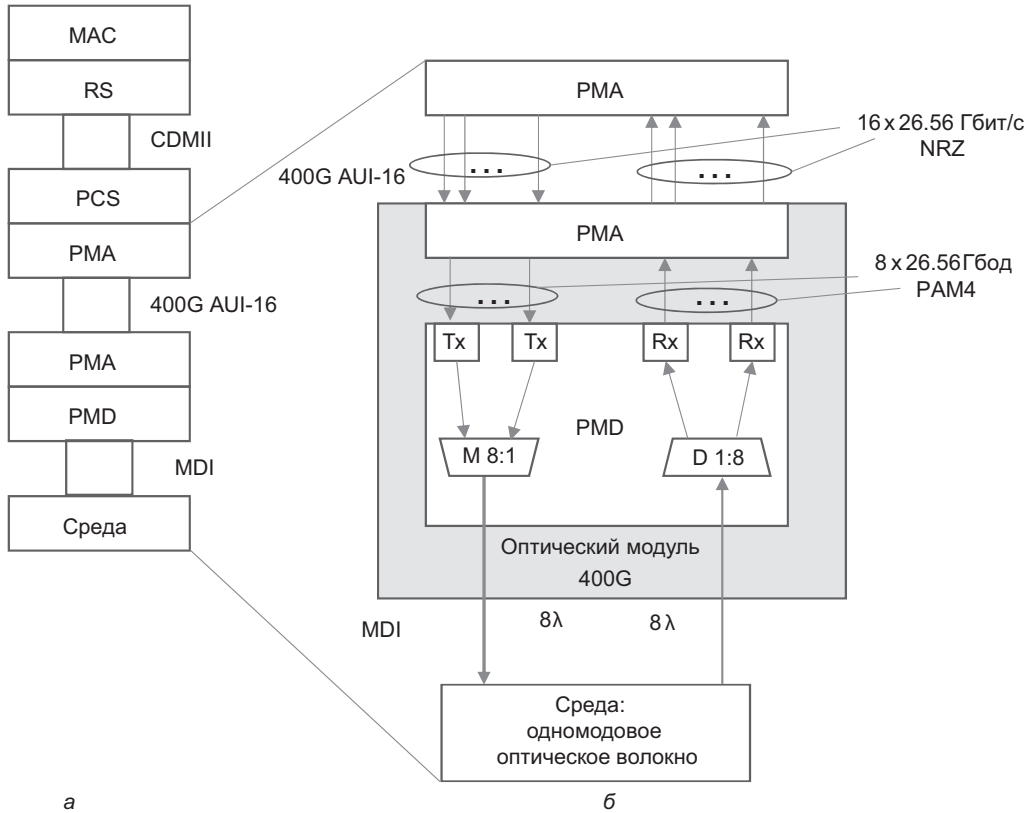 MAC
RS
CDMII
PCS
PMA
400G AUI-16
PMA
PMD
MDI
Среда
а
PMA
16 x 26.56 Гбит/с
NRZ
400G AUI-16
...
...
PMA
8 x 26.56 Гбод
PAM4
...
...
Tx
Tx
Rx
Rx
PMD
M 8:1
D 1:8
Оптический модуль
400G
MDI
8λ
8λ
Среда:
одномодовое
оптическое волокно
б